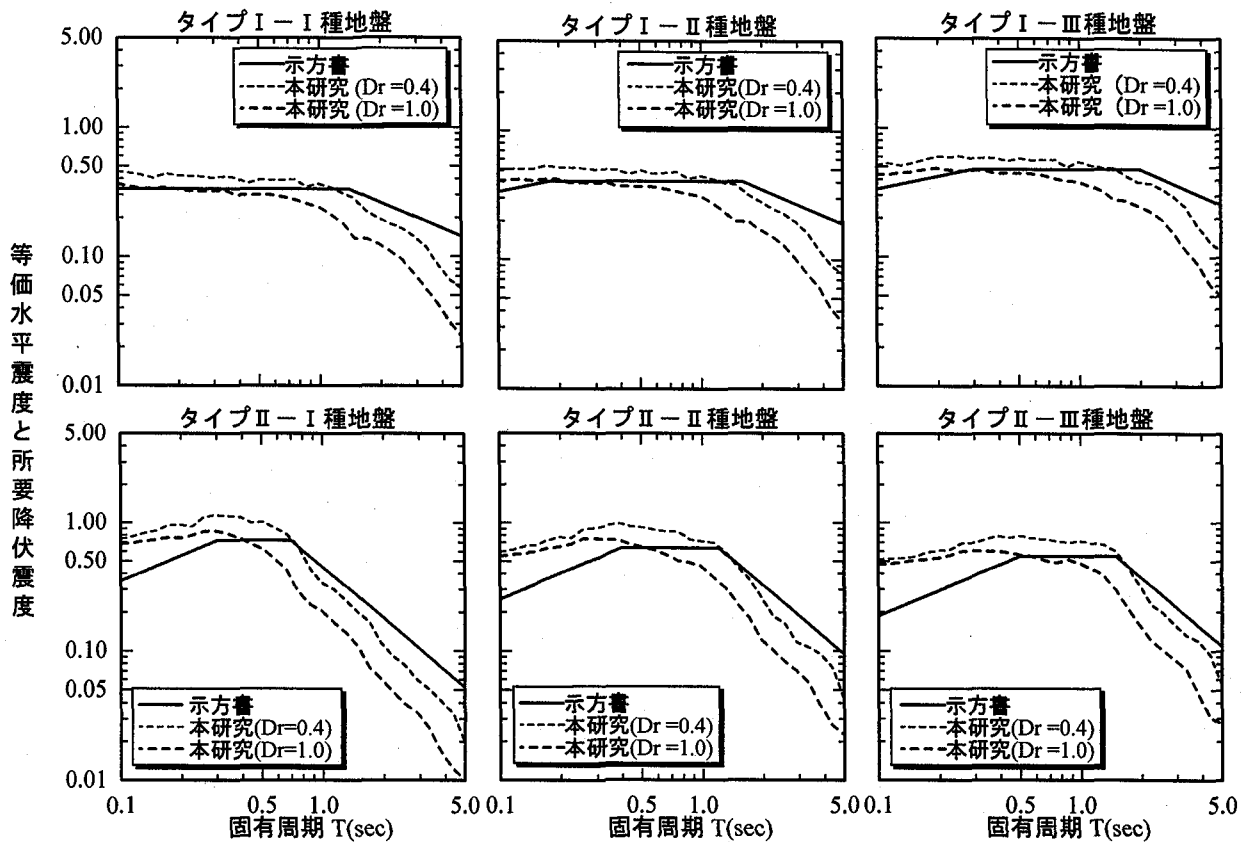 タイプⅠ－Ⅰ種地盤
5.00
1.00
0.50
0.10
0.05
0.01
示方書
本研究 (Dr =0.4)
本研究 (Dr =1.0)
タイプⅠ－Ⅱ種地盤
示方書
本研究(Dr =0.4)
本研究(Dr =1.0)
タイプⅠ－Ⅲ種地盤
示方書
本研究 (Dr =0.4)
本研究 (Dr =1.0)
等価水平震度と所要降伏震度
タイプⅡ－Ⅰ種地盤
5.00
1.00
0.50
0.10
0.05
0.01
示方書
本研究(Dr=0.4)
本研究(Dr=1.0)
0.1 0.5 1.0 5.0
固有周期 T(sec)
タイプⅡ－Ⅱ種地盤
示方書
本研究(Dr =0.4)
本研究(Dr =1.0)
0.1 0.5 1.0 5.0
固有周期 T(sec)
タイプⅡ－Ⅲ種地盤
示方書
本研究(Dr =0.4)
本研究(Dr =1.0)
0.1 0.5 1.0 5.0
固有周期 T(sec)